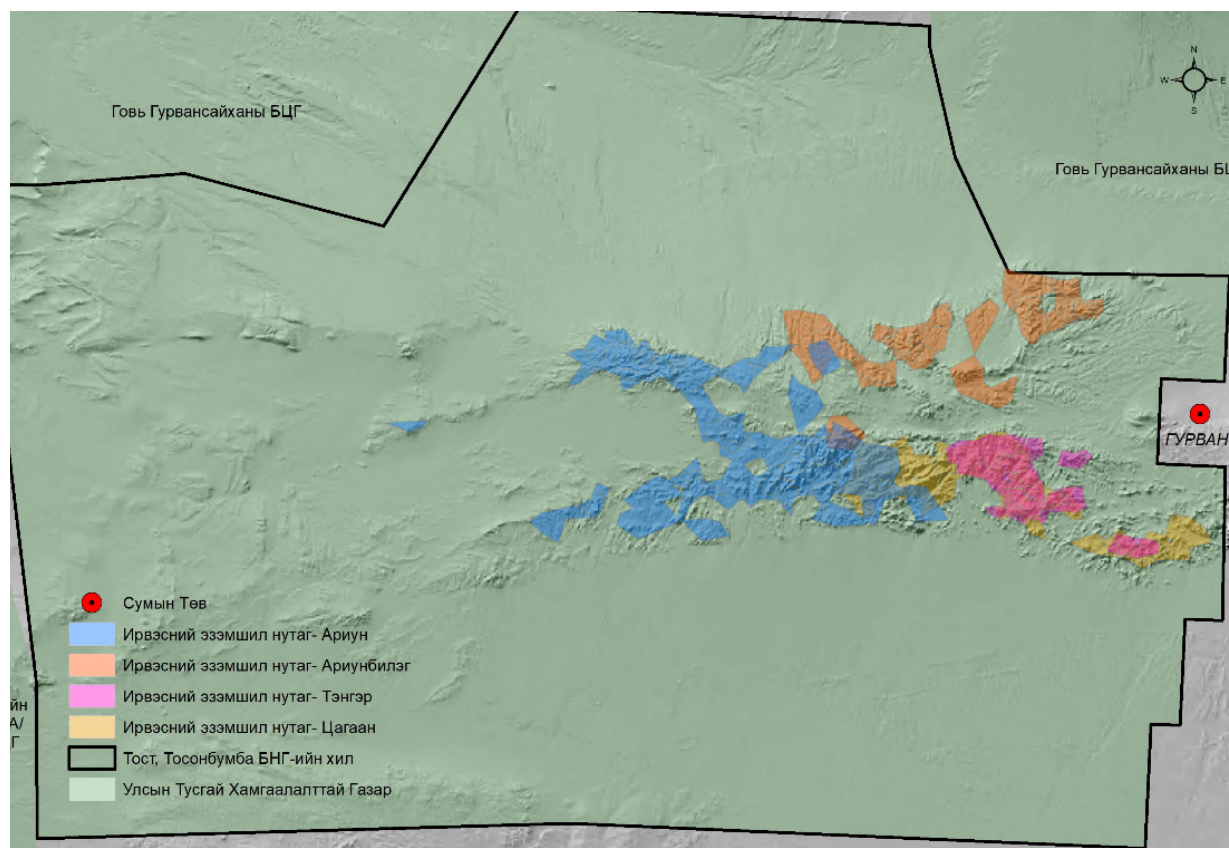 N
W
E
S
Говь Гурвансайханы БЦГ
Говь Гурвансайханы БЦ
ГУРВАН
Сумын Төв
Ирвэсний эзэмшил нутаг- Ариун
Ирвэсний эзэмшил нутаг- Ариунбилэг
Ирвэсний эзэмшил нутаг- Тэнгэр
Ирвэсний эзэмшил нутаг- Цагаан
Тост, Тосонбумба БНГ-ийн хил
Улсын Тусгай Хамгаалалттай Газар
йн
А/
Г